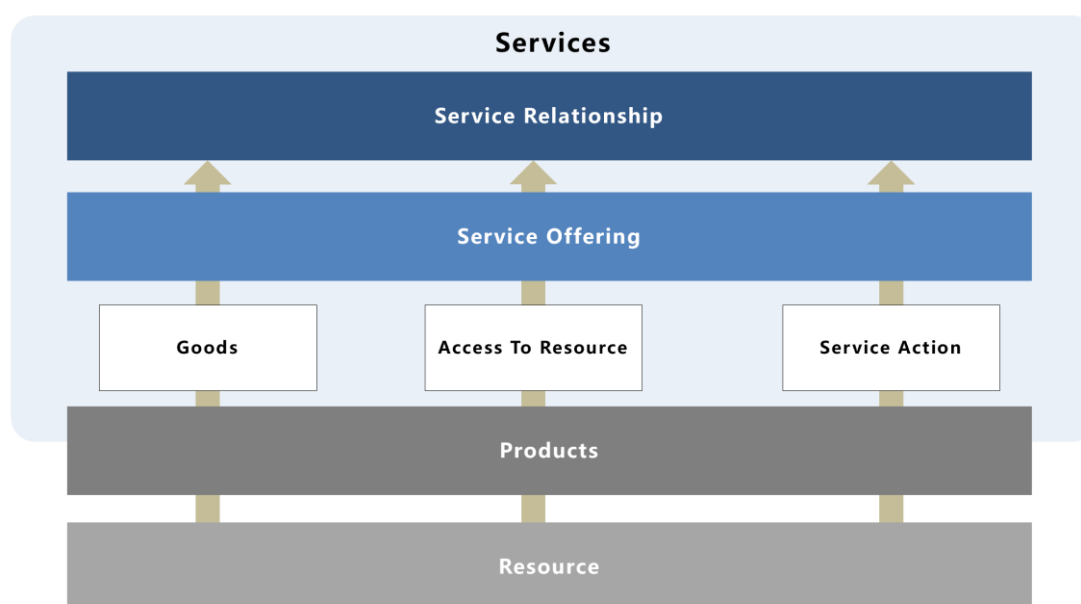 Services
Service Relationship
Service Offering
Goods
Access To Resource
Service Action
Products
Resource